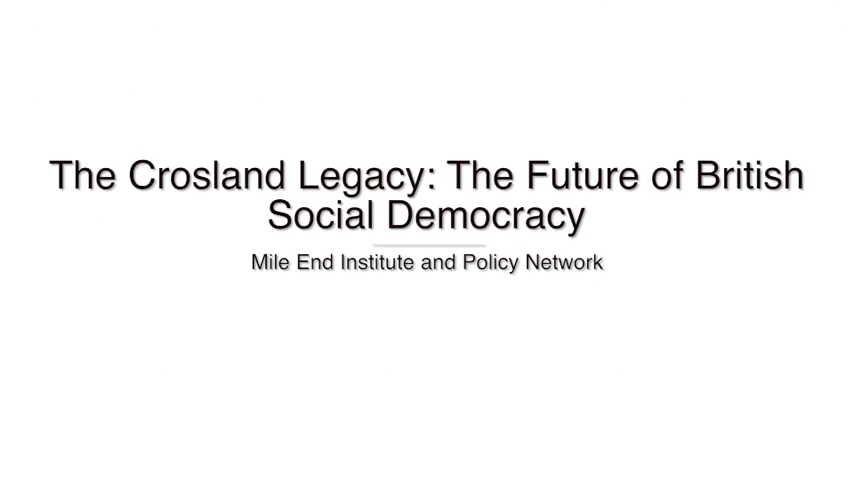 The Crosland Legacy: The Future of British
Social Democracy
Mile End Institute and Policy Network